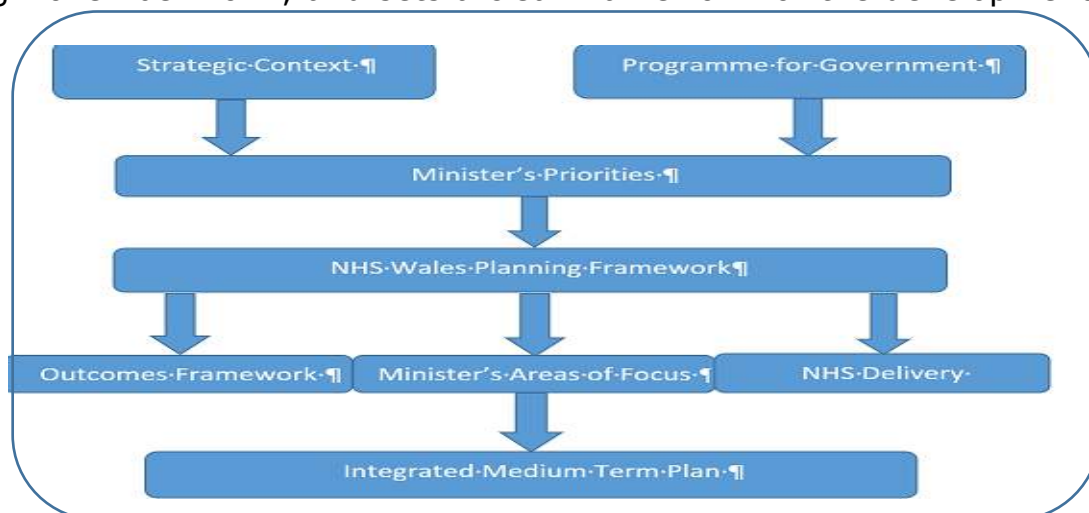 Strategic·Context·¶
Programme·for·Government·¶
Minister's·Priorities·¶
NHS·Wales·Planning·Framework¶
Outcomes·Framework·¶
Minister's·Areas·of·Focus·¶
NHS·Delivery·
Integrated·Medium·Term·Plan·¶